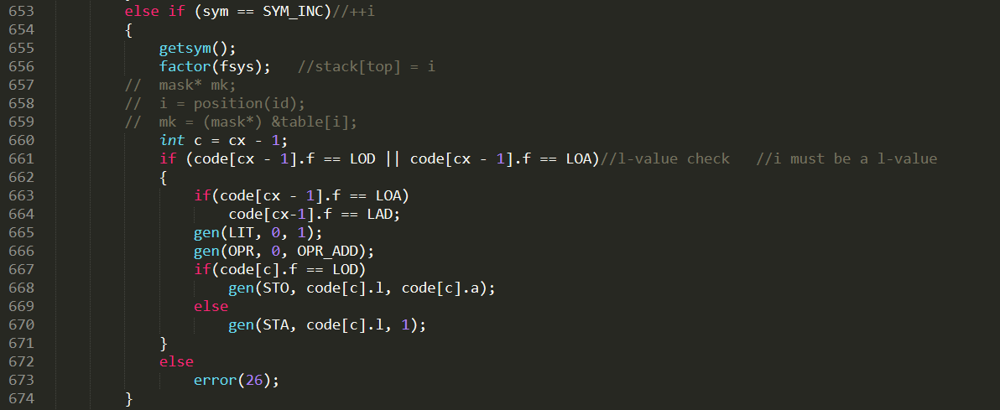 653 else if (sym == SYM_INC)//++i
654 {
655 getsym();
656 factor(fsys); //stack[top] = i
657 // mask* mk;
658 // i = position(id);
659 // mk = (mask*) &table[i];
660 int c = cx - 1;
661 if (code[cx - 1].f == LOD || code[cx - 1].f == LOA)//l-value check //i must be a l-value
662 {
663 if(code[cx - 1].f == LOA)
664 code[cx-1].f == LAD;
665 gen(LIT, 0, 1);
666 gen(OPR, 0, OPR_ADD);
667 if(code[c].f == LOD)
668 gen(STO, code[c].l, code[c].a);
669 else
670 gen(STA, code[c].l, 1);
671 }
672 else
673 error(26);
674 }